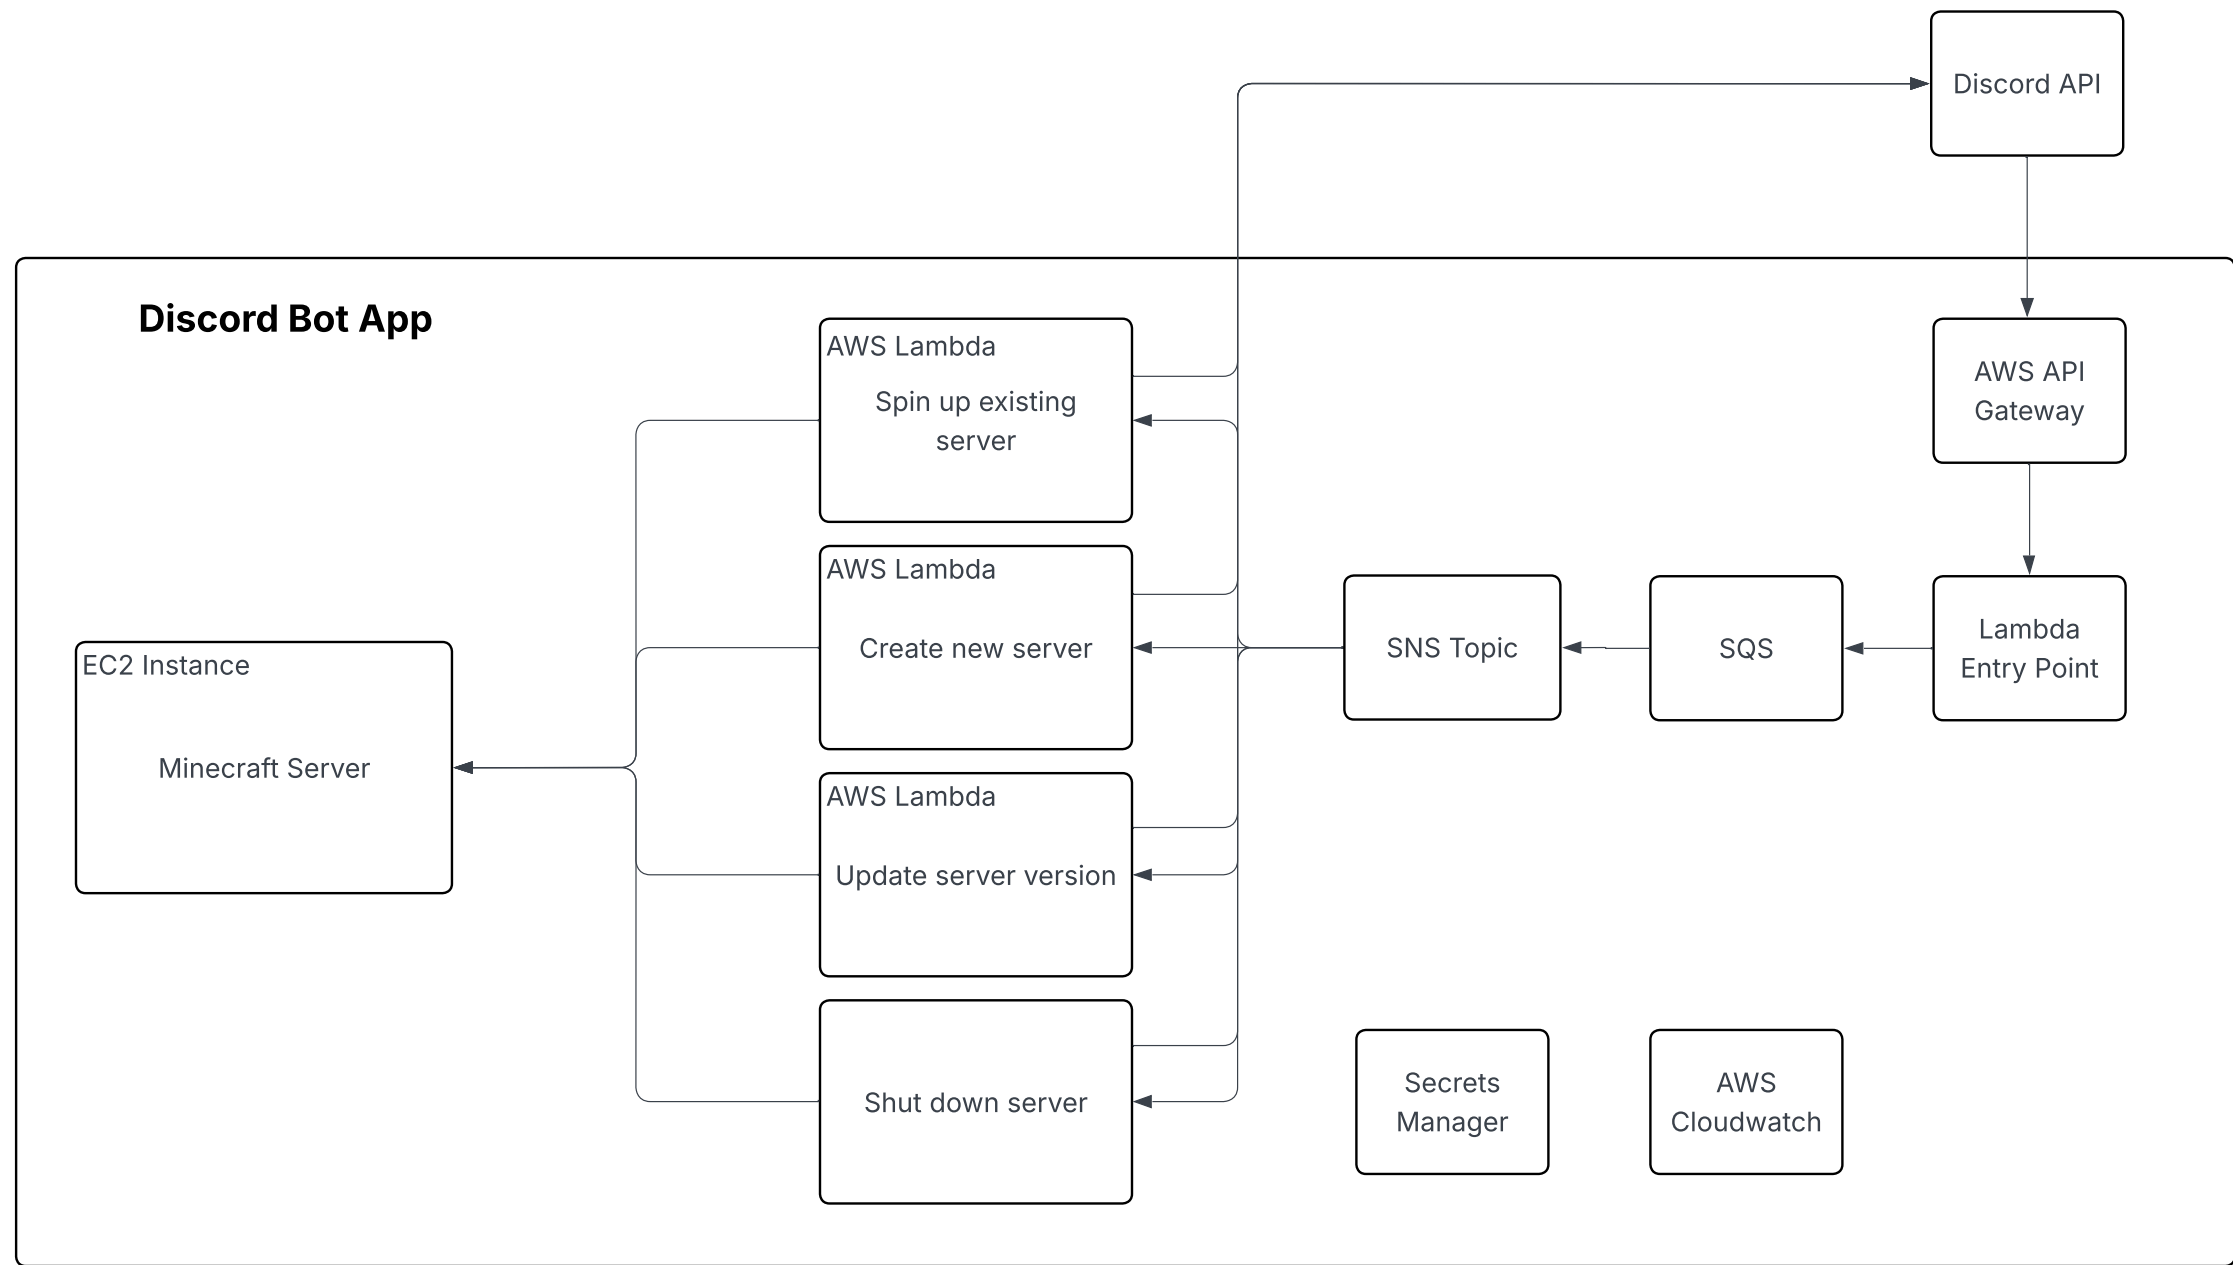 Discord API
Discord Bot App
AWS Lambda
Spin up existing
server
AWS API
Gateway
AWS Lambda
Create new server
SNS Topic
SQS
Lambda
Entry Point
EC2 Instance
Minecraft Server
AWS Lambda
Update server version
Shut down server
Secrets
Manager
AWS
Cloudwatch